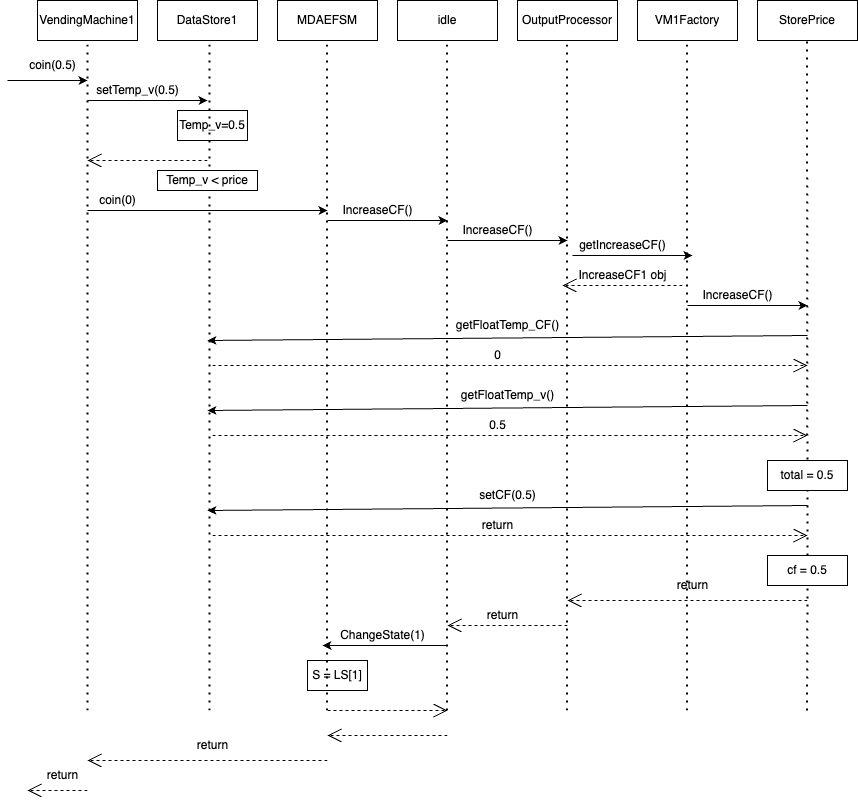 VendingMachine1
DataStore1
MDAEFSM
idle
OutputProcessor
VM1Factory
StorePrice
coin(0.5)
setTemp_v(0.5)
Temp_v=0.5
Temp_v < price
coin(0)
IncreaseCF()
IncreaseCF()
getIncreaseCF()
IncreaseCF1 obj
IncreaseCF()
getFloatTemp_CF()
0
getFloatTemp_v()
0.5
total = 0.5
setCF(0.5)
return
cf = 0.5
return
return
ChangeState(1)
S = LS[1]
return
return